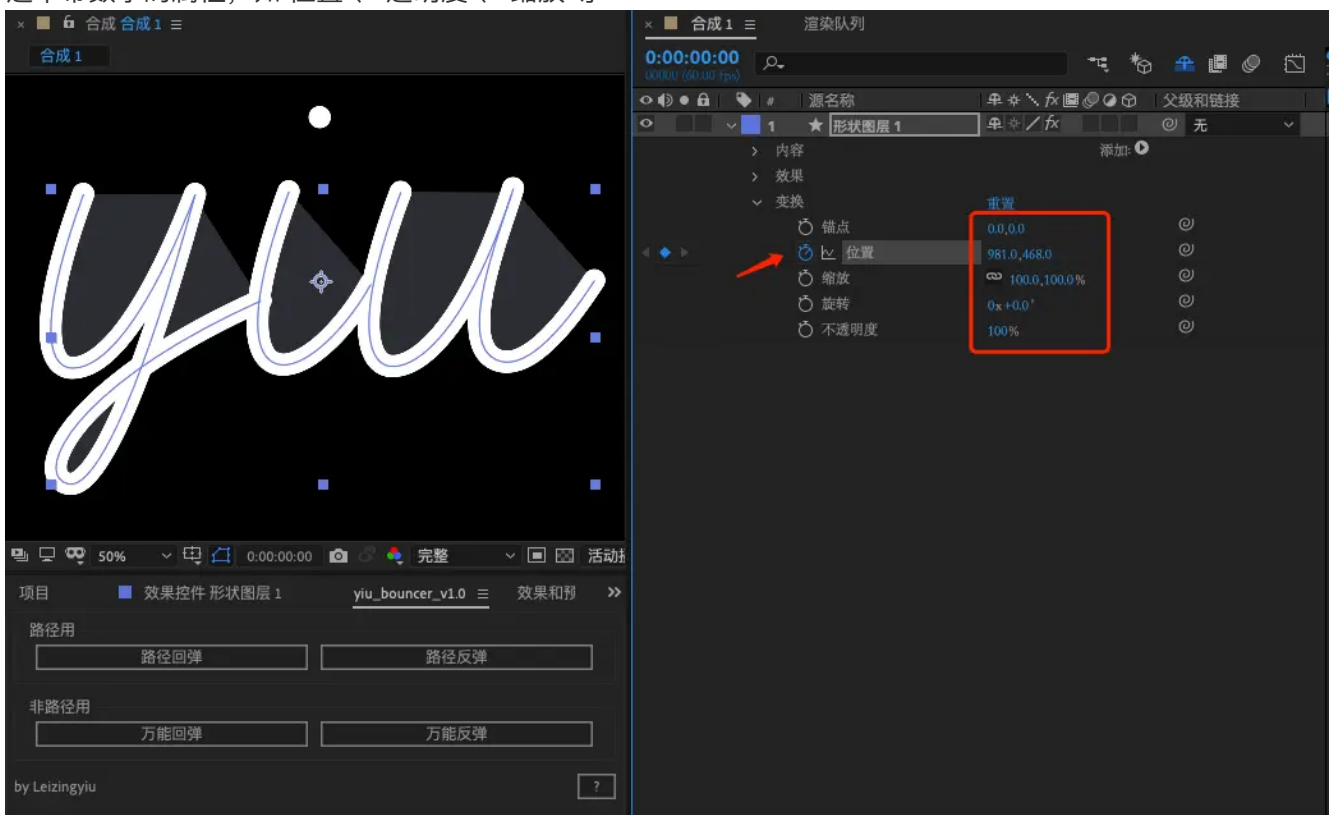 合成 合成 1
合成 1
yiu
50%
0:00:00:00
完整
项目
效果控件 形状图层 1
yiu_bouncer_v1.0
效果和预
路径用
路径回弹
路径反弹
非路径用
万能回弹
万能反弹
by Leizingyiu
?
合成 1
渲染队列
0:00:00:00
00000 (60.00 fps)
# 源名称
父级和链接
1 形状图层 1
无
内容
添加:
效果
变换
重置
锚点 0.0,0.0
位置 981.0,468.0
缩放 100.0,100.0%
旋转 0x+0.0°
不透明度 100%